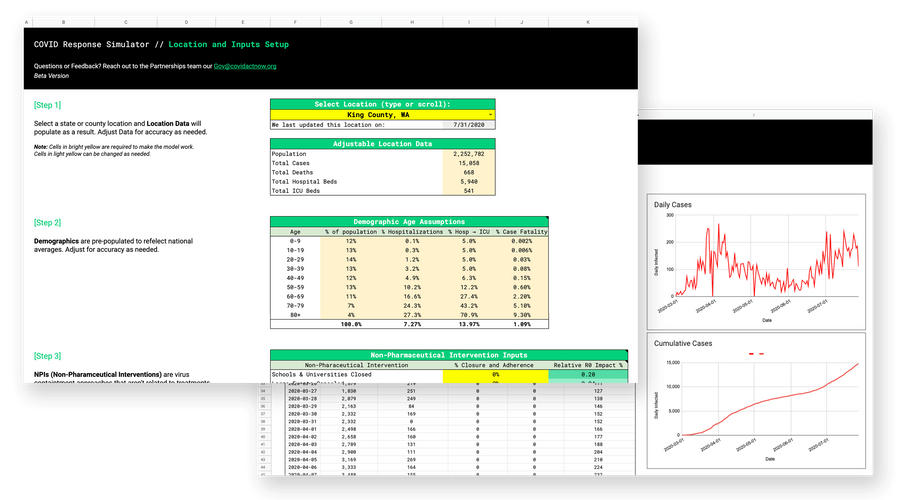 A B C D E F G H I J K
COVID Response Simulator // Location and Inputs Setup
Questions or Feedback? Reach out to the Partnerships team our Gov@covidactnow.org
Beta Version
[Step 1]
Select a state or county location and Location Data will
populate as a result. Adjust Data for accuracy as needed.
Note: Cells in bright yellow are required to make the model work.
Cells in light yellow can be changed as needed.
Select Location (type or scroll):
King County, WA
We last updated this location on: 7/31/2020
Adjustable Location Data
Population 2,252,782
Total Cases 15,058
Total Deaths 668
Total Hospital Beds 5,940
Total ICU Beds 541
[Step 2]
Demographics are pre-populated to refelect national
averages. Adjust for accuracy as needed.
Demographic Age Assumptions
Age % of population % Hospitalizations % Hosp → ICU % Case Fatality
0-9 12% 0.1% 5.0% 0.002%
10-19 13% 0.3% 5.0% 0.006%
20-29 14% 1.2% 5.0% 0.03%
30-39 13% 3.2% 5.0% 0.08%
40-49 12% 4.9% 6.3% 0.15%
50-59 13% 10.2% 12.2% 0.60%
60-69 11% 16.6% 27.4% 2.20%
70-79 7% 24.3% 43.2% 5.10%
80+ 4% 27.3% 70.9% 9.30%
100.0% 7.27% 13.97% 1.09%
[Step 3]
NPIs (Non-Pharamceutical Interventions) are virus
containtment approaches that aren't related to treatments
Non-Pharmaceutical Intervention Inputs
Non-Pharaceutical Intervention % Closure and Adherence Relative R0 Impact %
Schools & Universities Closed 0% 0.20
2020-03-27 1,830 251 0 0 127
2020-03-28 2,079 249 0 0 138
2020-03-29 2,163 84 0 0 146
2020-03-30 2,332 169 0 0 152
2020-03-31 2,332 0 0 0 152
2020-04-01 2,498 166 0 0 166
2020-04-02 2,658 160 0 0 177
2020-04-03 2,789 131 0 0 188
2020-04-04 2,900 111 0 0 204
2020-04-05 3,169 269 0 0 210
2020-04-06 3,333 164 0 0 224
2020-04-07
Daily Cases
300
200
100
0
Daily Infected
2020-03-01 2020-04-01 2020-05-01 2020-06-01 2020-07-01
Date
Cumulative Cases
15,000
10,000
5,000
0
Daily Infected
2020-03-01 2020-04-01 2020-05-01 2020-06-01 2020-07-01
Date